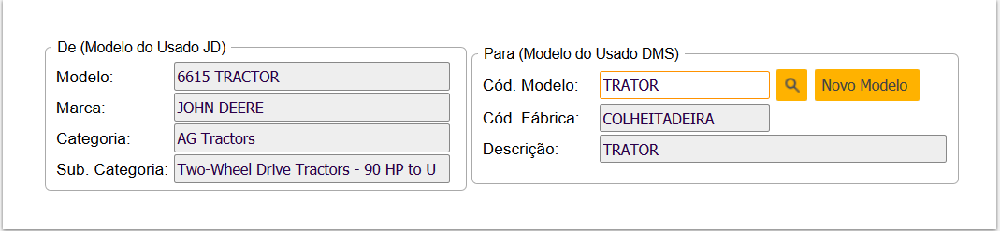 De (Modelo do Usado JD)
Modelo: 6615 TRACTOR
Marca: JOHN DEERE
Categoria: AG Tractors
Sub. Categoria: Two-Wheel Drive Tractors - 90 HP to U
Para (Modelo do Usado DMS)
Cód. Modelo: TRATOR Novo Modelo
Cód. Fábrica: COLHEITADEIRA
Descrição: TRATOR